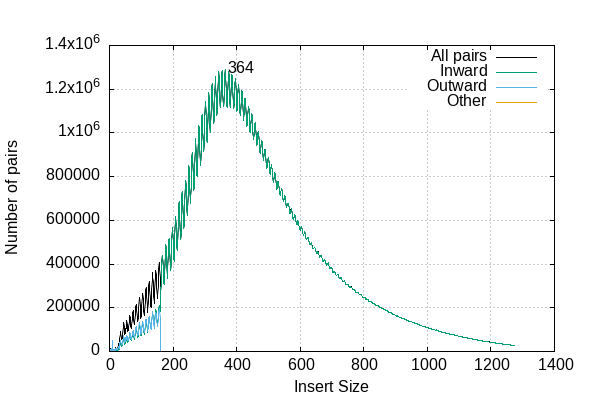 1.4x10⁶
1.2x10⁶
1x10⁶
800000
600000
400000
200000
0
Number of pairs
364
All pairs
Inward
Outward
Other
0 200 400 600 800 1000 1200 1400
Insert Size